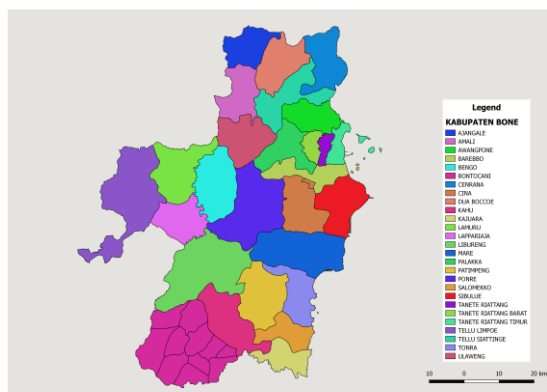 Legend
KABUPATEN BONE
AJANGALE
AMALI
AWANGPONE
BAREBBO
BENGO
BONTOCANI
CENRANA
CINA
DUA BOCCOE
KAHU
KAJUARA
LAMURU
LAPPARIAJA
LIBURENG
MARE
PALAKKA
PATIMPENG
PONRE
SALOMEKKO
SIBULUE
TANETE RIATTANG
TANETE RIATTANG BARAT
TANETE RIATTANG TIMUR
TELLU LIMPOE
TELLU SIATTINGE
TONRA
ULAWENG
10 0 10 20 km